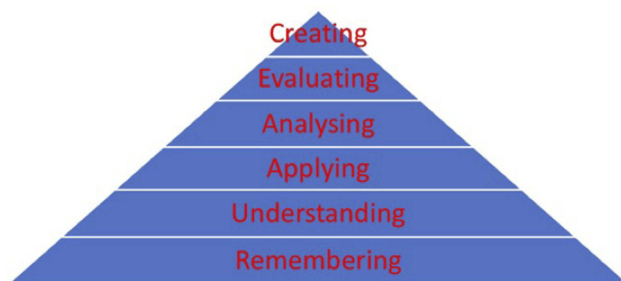 Creating
Evaluating
Analysing
Applying
Understanding
Remembering